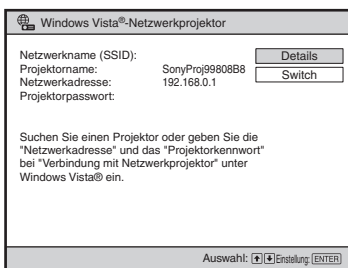 Windows Vista®-Netzwerkprojektor
Netzwerkname (SSID):
Projektorname: SonyProj99808B8
Netzwerkadresse: 192.168.0.1
Projektorpasswort:
Details
Switch
Suchen Sie einen Projektor oder geben Sie die
"Netzwerkadresse" und das "Projektorkennwort"
bei "Verbindung mit Netzwerkprojektor" unter
Windows Vista® ein.
Auswahl: ↑ ↓ Einstellung: ENTER